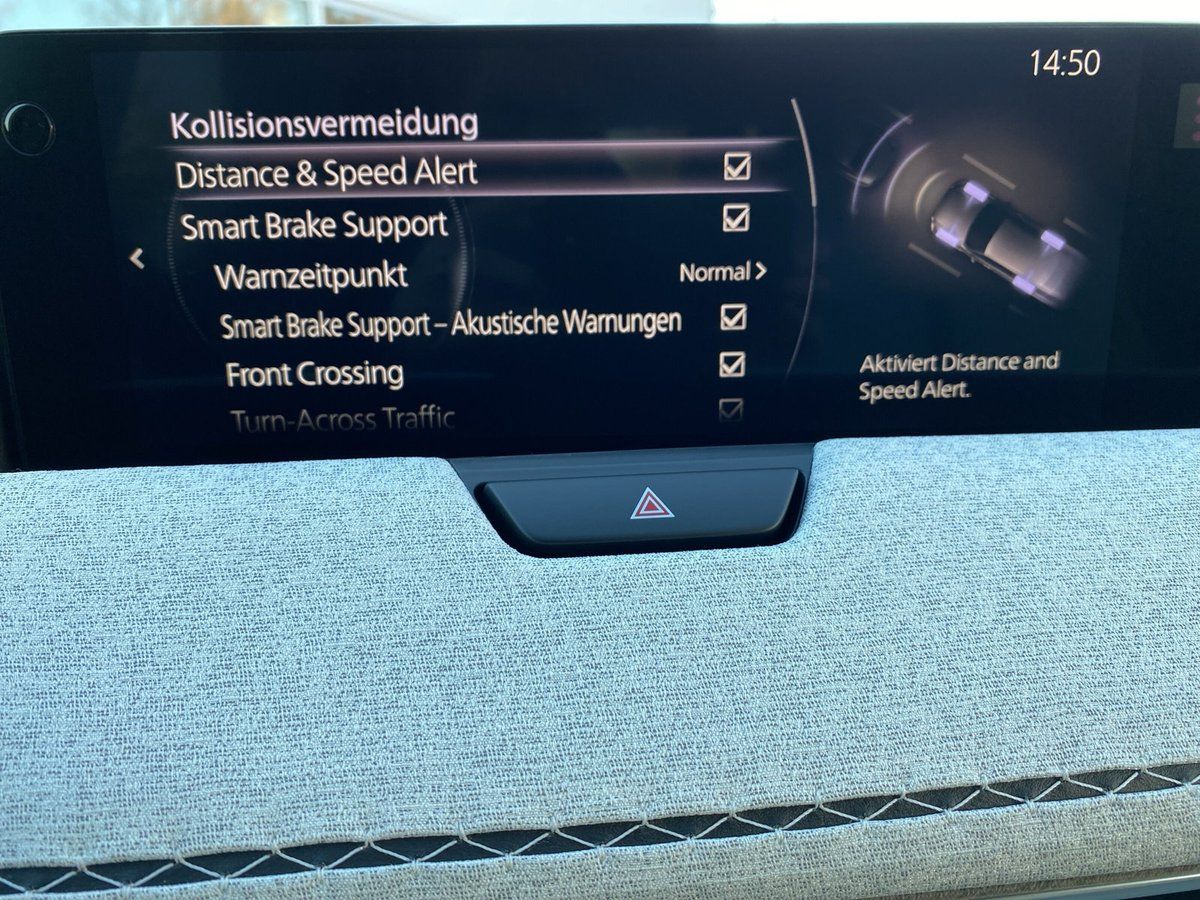 14:50
Kollisionsvermeidung
Distance & Speed Alert
Smart Brake Support
Warnzeitpunkt Normal >
Smart Brake Support – Akustische Warnungen
Front Crossing
Turn-Across Traffic
Aktiviert Distance and
Speed Alert.